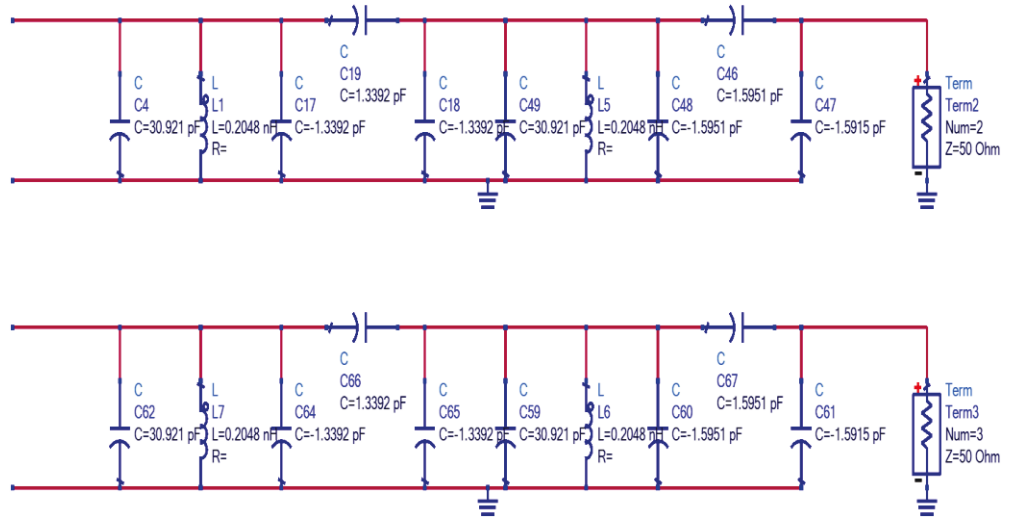 C
C19
C=1.3392 pF
C
C46
C=1.5951 pF
C
C4
C=30.921 pF
L
L1
L=0.2048 nH
R=
C
C17
C=-1.3392 pF
C
C18
C=-1.3392 pF
C
C49
C=30.921 pF
L
L5
L=0.2048 nH
R=
C
C48
C=-1.5951 pF
C
C47
C=-1.5915 pF
+
Term
Term2
Num=2
Z=50 Ohm
-
C
C66
C=1.3392 pF
C
C67
C=1.5951 pF
C
C62
C=30.921 pF
L
L7
L=0.2048 nH
R=
C
C64
C=-1.3392 pF
C
C65
C=-1.3392 pF
C
C59
C=30.921 pF
L
L6
L=0.2048 nH
R=
C
C60
C=-1.5951 pF
C
C61
C=-1.5915 pF
+
Term
Term3
Num=3
Z=50 Ohm
-